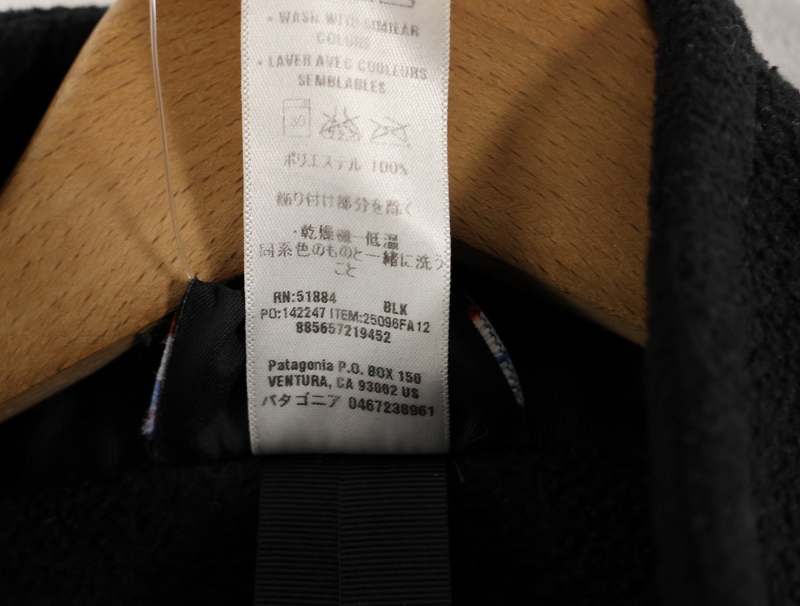 • WASH WITH SIMILAR
COLORS
• LAVER AVEC COULEURS
SEMBLABLES
30
ポリエステル 100%
飾り付け部分を除く
・乾燥機-低温
同系色のものと一緒に洗う
こと
RN:51884 BLK
PO:142247 ITEM:25096FA12
885657219452
Patagonia P.O. BOX 150
VENTURA, CA 93002 US
パタゴニア 0467238961